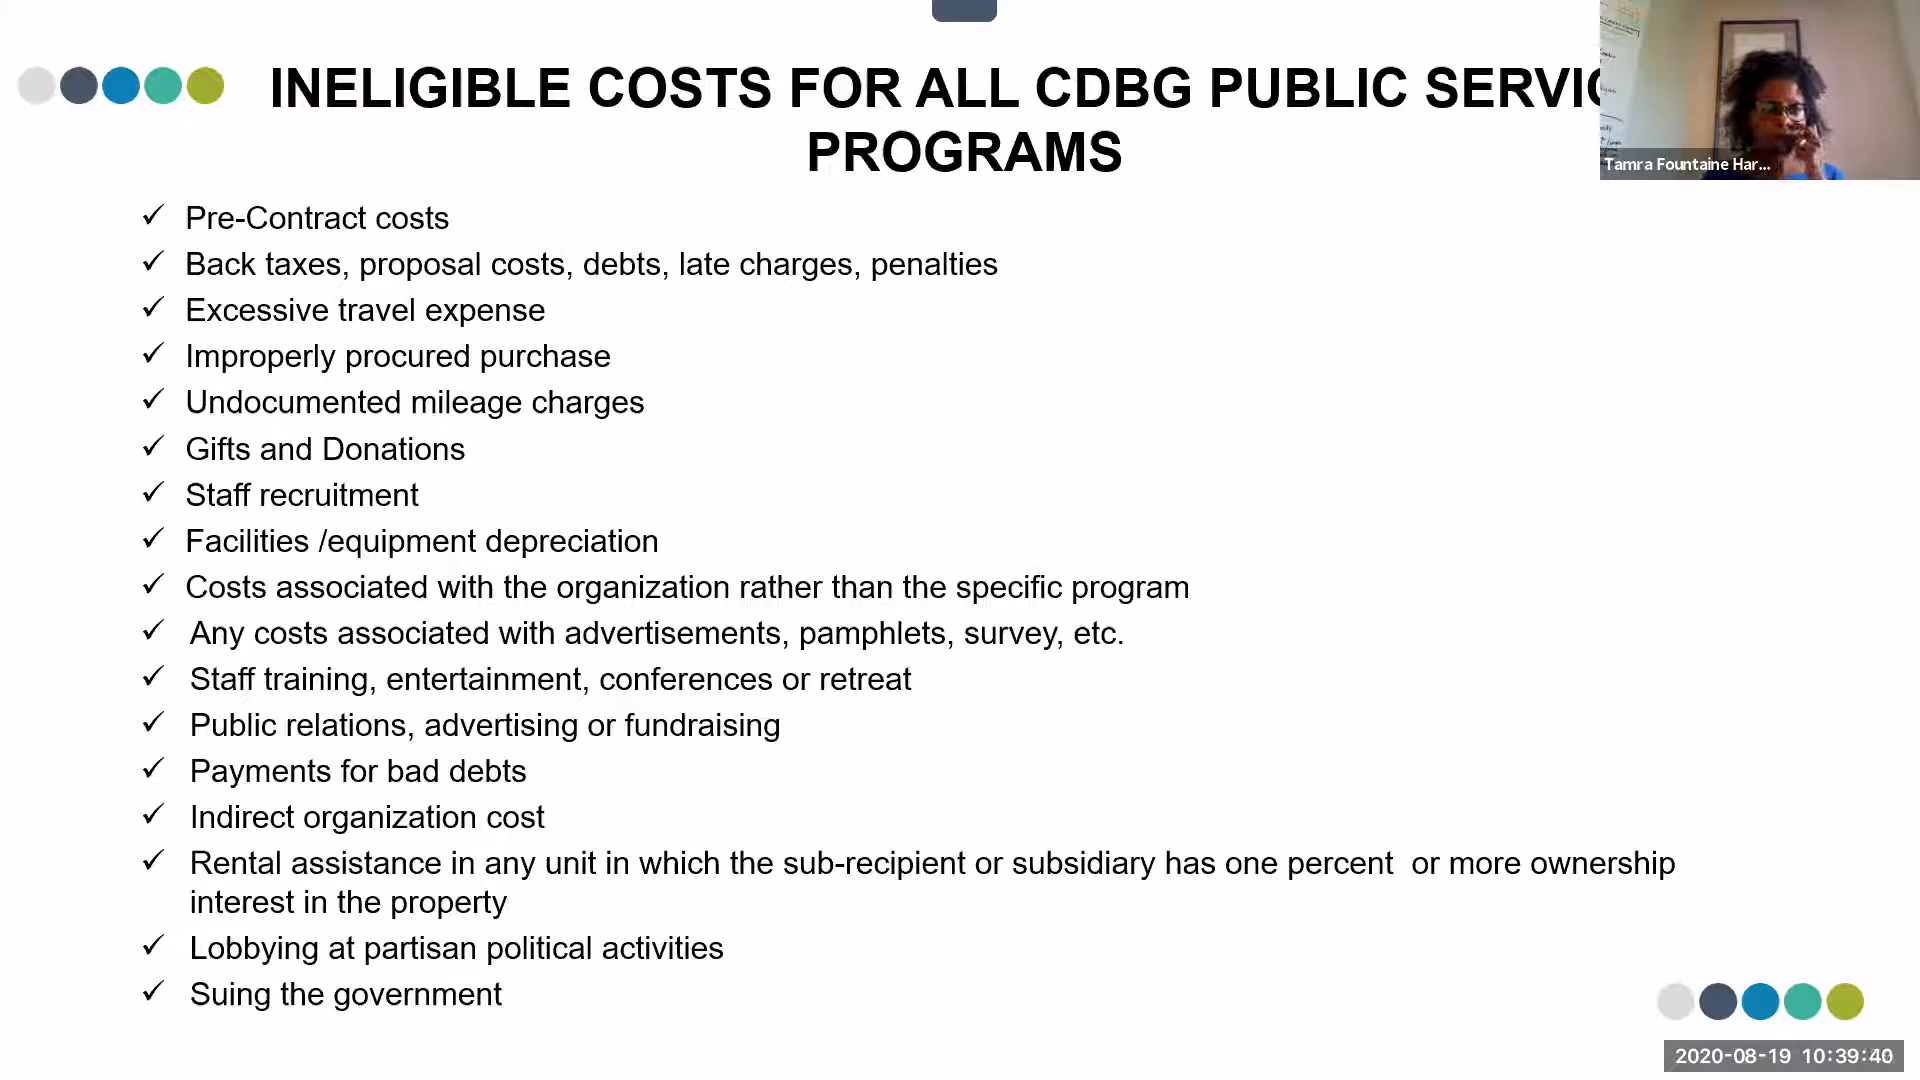 INELIGIBLE COSTS FOR ALL CDBG PUBLIC
PROGRAMS
Tamra Fountaine Har...
Pre-Contract costs
Back taxes, proposal costs, debts, late charges, penalties
Excessive travel expense
Improperly procured purchase
Undocumented mileage charges
Gifts and Donations
Staff recruitment
Facilities /equipment depreciation
Costs associated with the organization rather than the specific program
Any costs associated with advertisements, pamphlets, survey, etc.
Staff training, entertainment, conferences or retreat
Public relations, advertising or fundraising
Payments for bad debts
Indirect organization cost
Rental assistance in any unit in which the sub-recipient or subsidiary has one percent or more ownership
interest in the property
Lobbying at partisan political activities
Suing the government
2020-08-19 10:39:40